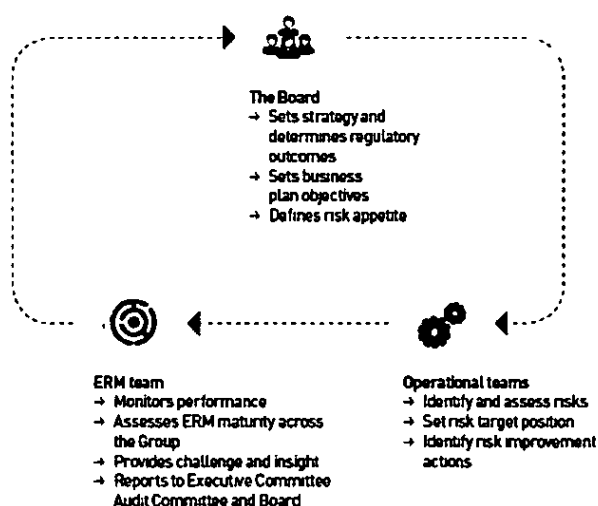 The Board
→ Sets strategy and
determines regulatory
outcomes
→ Sets business
plan objectives
→ Defines risk appetite
ERM team
→ Monitors performance
→ Assesses ERM maturity across
the Group
→ Provides challenge and insight
→ Reports to Executive Committee
Audit Committee and Board
Operational teams
→ Identify and assess risks
→ Set risk target position
→ Identify risk improvement
actions